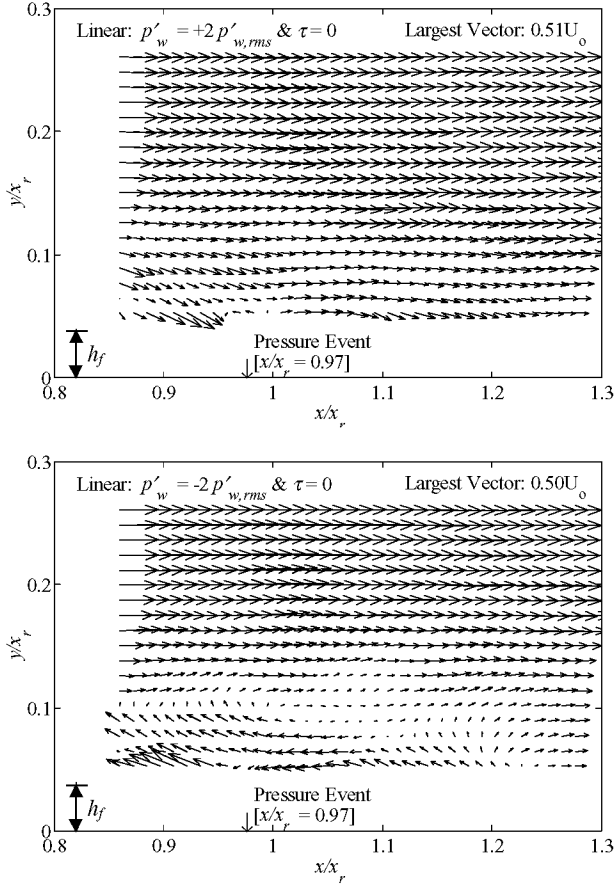 Linear: p′w = +2 p′w,rms & τ = 0 Largest Vector: 0.51Uo
0.3
0.2
y/xr
0.1
hf
Pressure Event
[x/xr = 0.97]
0
0.8 0.9 1 1.1 1.2 1.3
x/xr
Linear: p′w = -2 p′w,rms & τ = 0 Largest Vector: 0.50Uo
0.3
0.2
y/xr
0.1
hf
Pressure Event
[x/xr = 0.97]
0
0.8 0.9 1 1.1 1.2 1.3
x/xr